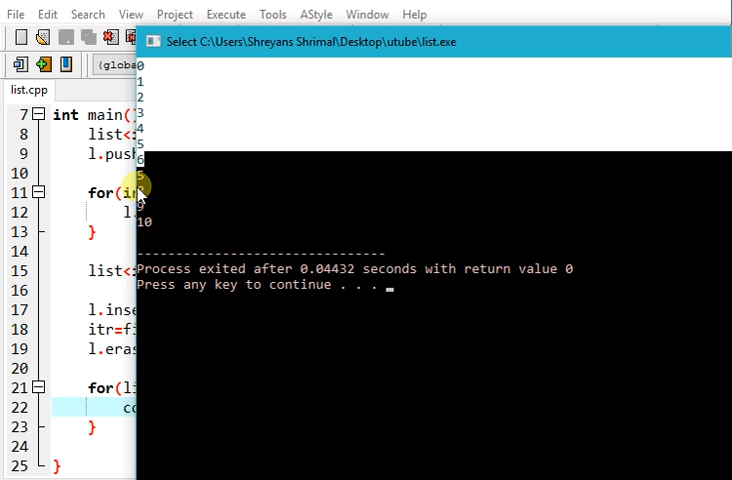 File Edit Search View Project Execute Tools AStyle Window Help
Select C:\Users\Shreyans Shrimal\Desktop\utube\list.exe
(globa
list.cpp
0
1
2
3
4
5
6
5
9
10
--------------------------------
Process exited after 0.04432 seconds with return value 0
Press any key to continue . . . _
7 int main()
8 list<
9 l.push
10
11 for(in
12 l.
13 }
14
15 list<
16
17 l.inse
18 itr=fi
19 l.eras
20
21 for(li
22 co
23 }
24
25 }